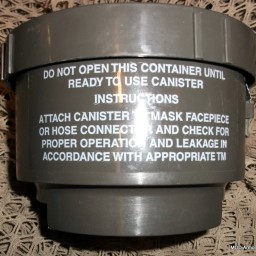 DO NOT OPEN THIS CONTAINER UNTIL
READY TO USE CANISTER
INSTRUCTIONS
ATTACH CANISTER TO MASK FACEPIECE
OR HOSE CONNECTOR AND CHECK FOR
PROPER OPERATION AND LEAKAGE IN
ACCORDANCE WITH APPROPRIATE TM